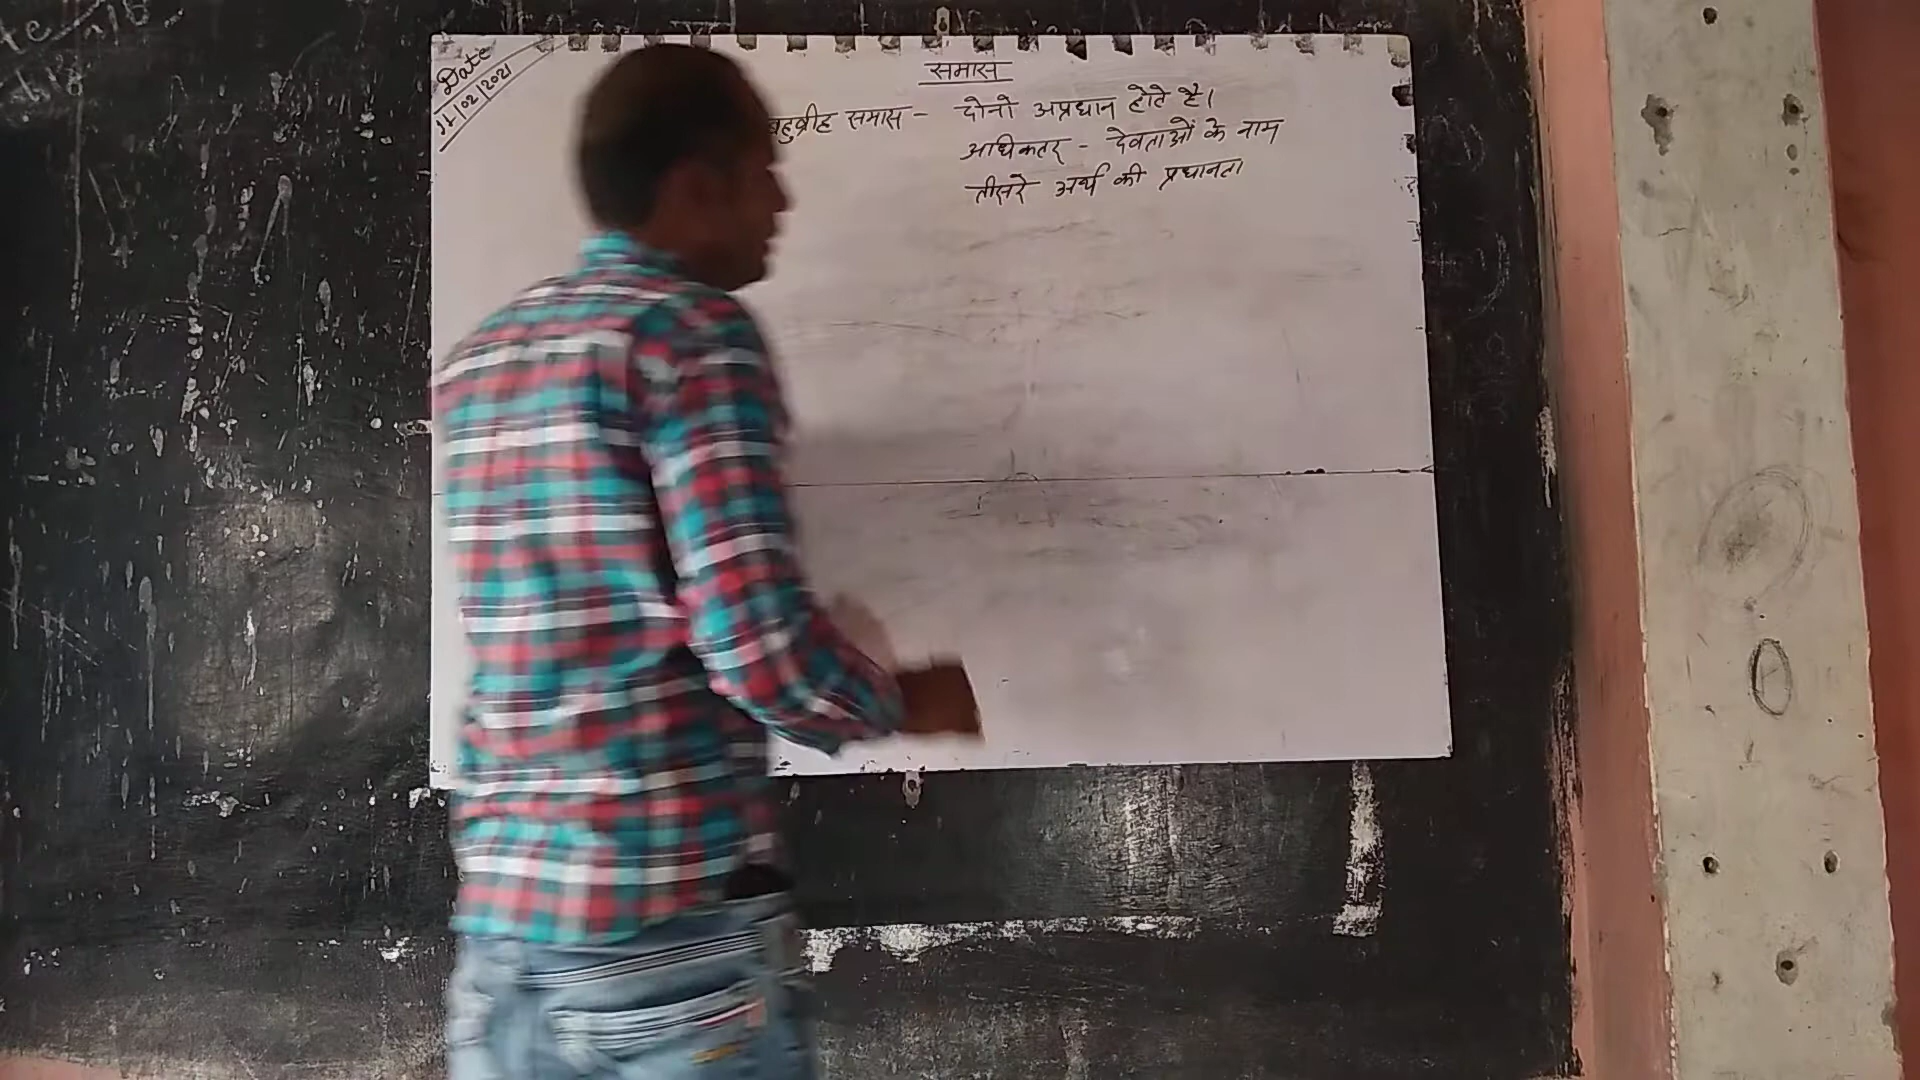 Date
11/02/2021
समास
बहुव्रीह समास - दोनो अप्रधान होते है।
अधिकतर - देवताओं के नाम
तीसरे अर्थ की प्रधानता